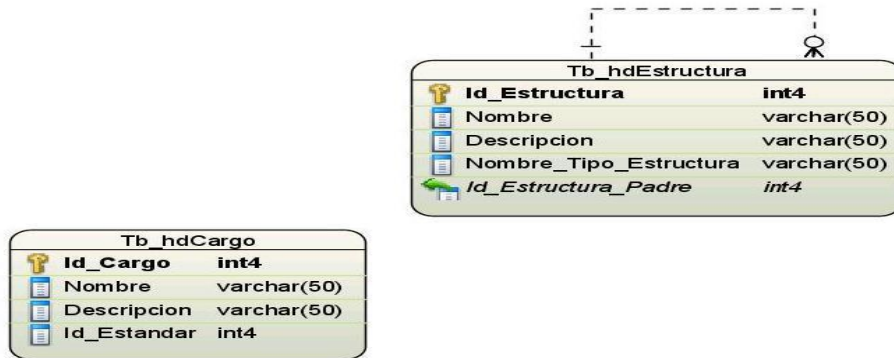 Tb_hdEstructura
Id_Estructura int4
Nombre varchar(50)
Descripcion varchar(50)
Nombre_Tipo_Estructura varchar(50)
Id_Estructura_Padre int4
Tb_hdCargo
Id_Cargo int4
Nombre varchar(50)
Descripcion varchar(50)
Id_Estandar int4